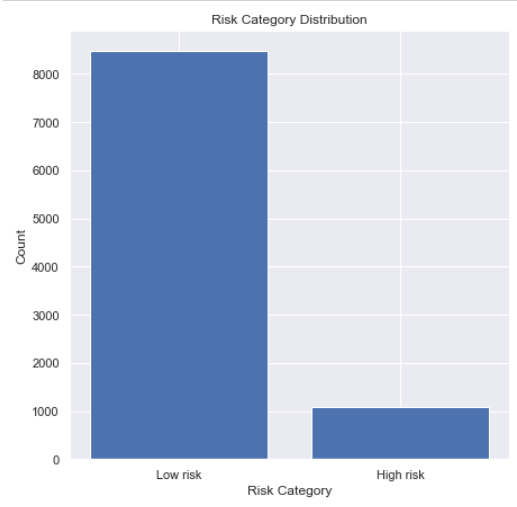 Risk Category Distribution
8000
7000
6000
5000
4000
3000
2000
1000
0
Count
Low risk
High risk
Risk Category